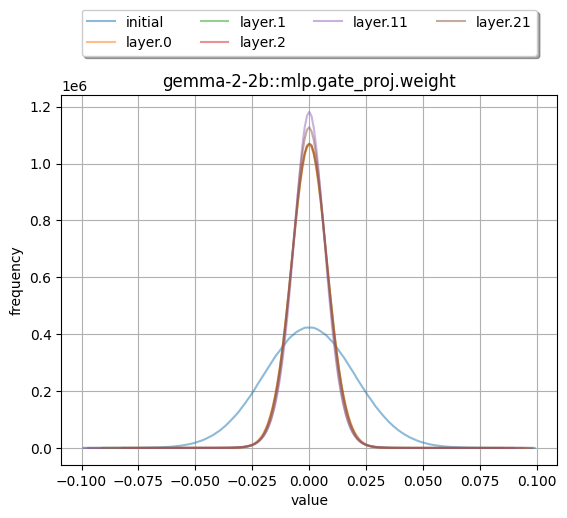 initial layer.1 layer.11 layer.21
layer.0 layer.2
gemma-2-2b::mlp.gate_proj.weight
1e6
1.2
1.0
0.8
0.6
0.4
0.2
0.0
frequency
−0.100 −0.075 −0.050 −0.025 0.000 0.025 0.050 0.075 0.100
value